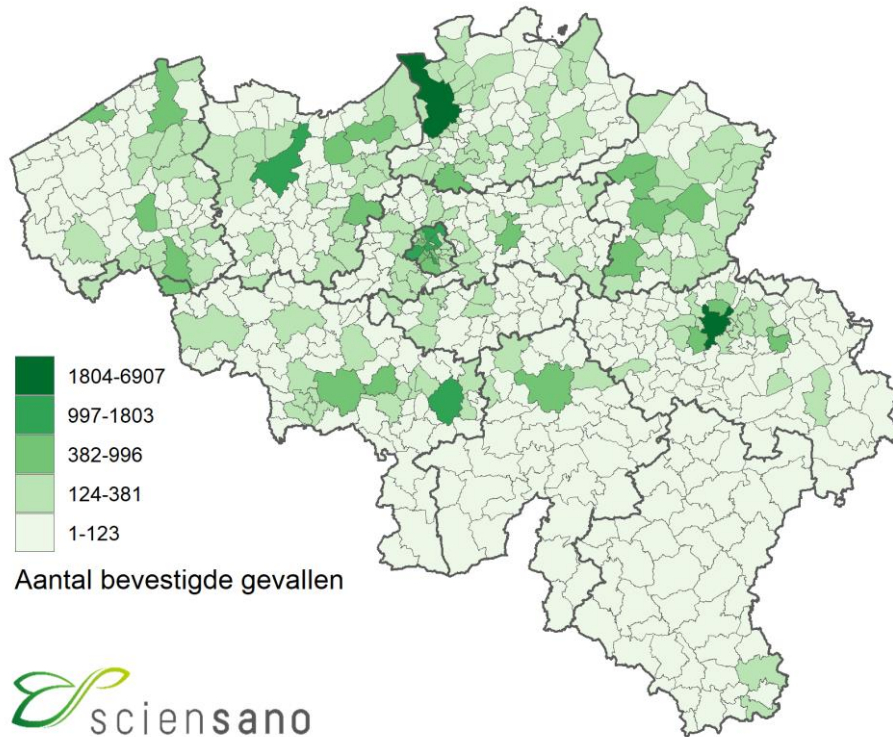 1804-6907
997-1803
382-996
124-381
1-123
Aantal bevestigde gevallen
sciensano